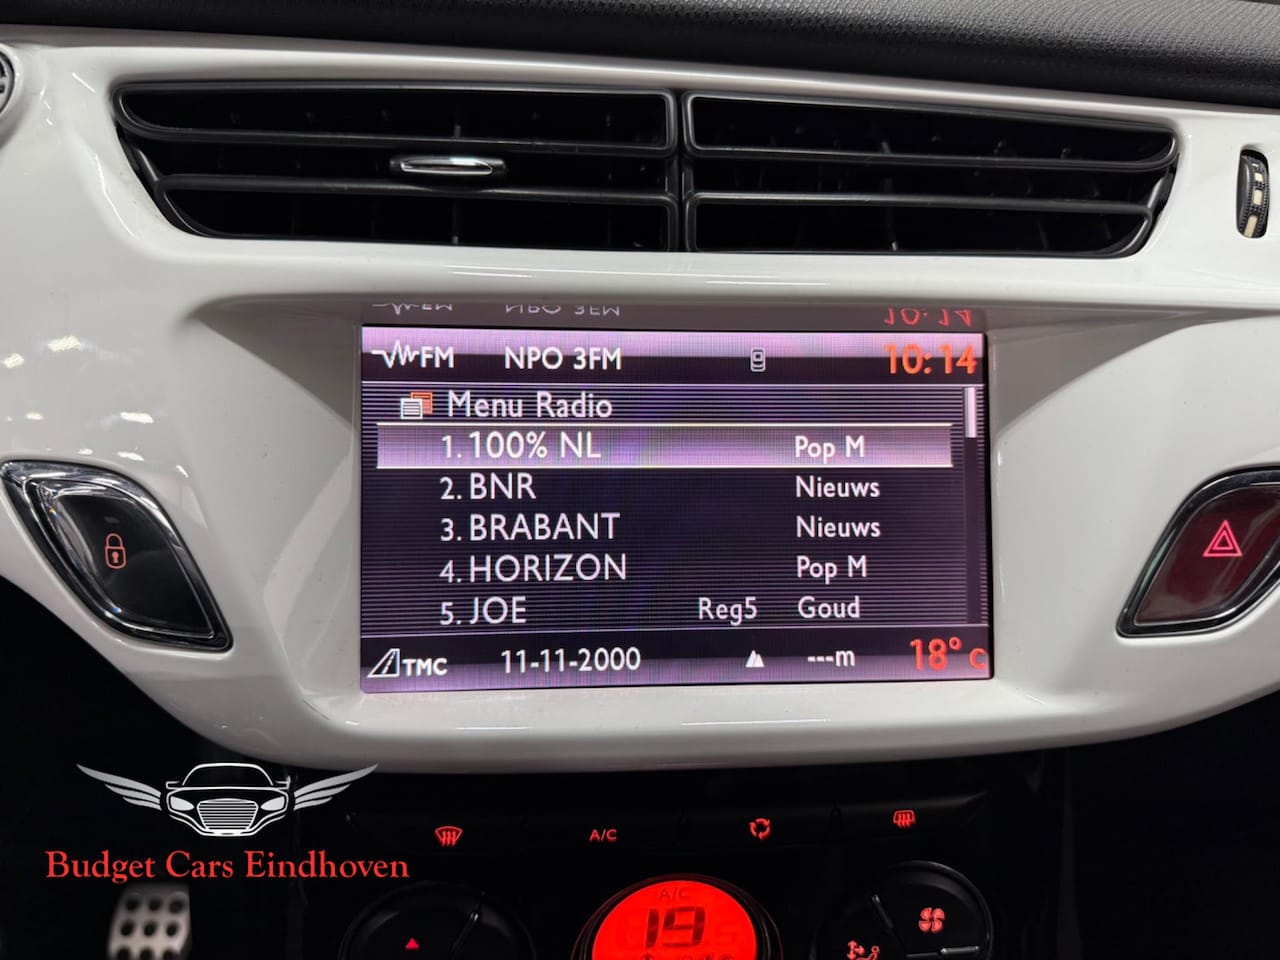 FM NPO 3FM 10:14
Menu Radio
1. 100% NL Pop M
2. BNR Nieuws
3. BRABANT Nieuws
4. HORIZON Pop M
5. JOE Reg5 Goud
TMC 11-11-2000 ---m 18° C
A/C
Budget Cars Eindhoven
A/C
19